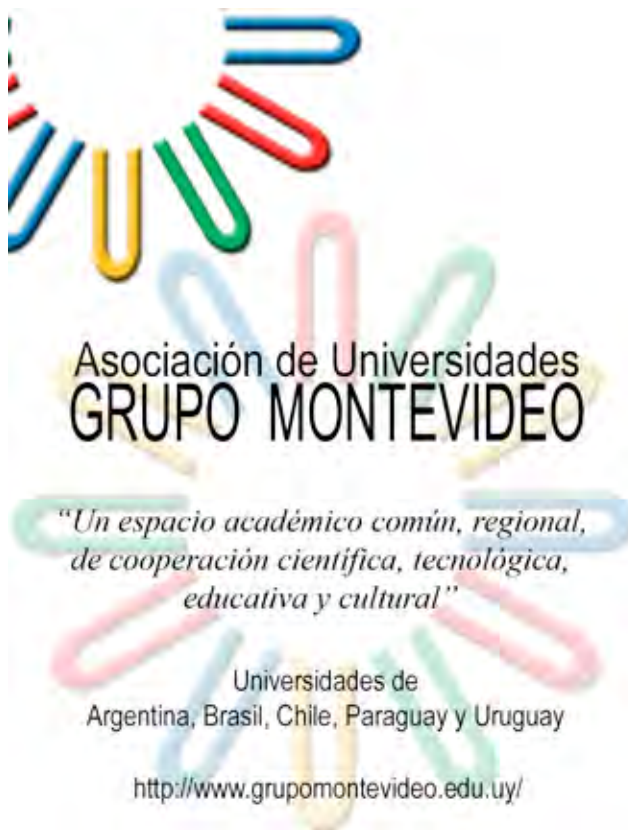 Asociación de Universidades
GRUPO MONTEVIDEO
“Un espacio académico común, regional,
de cooperación científica, tecnológica,
educativa y cultural”
Universidades de
Argentina, Brasil, Chile, Paraguay y Uruguay
http://www.grupomontevideo.edu.uy/